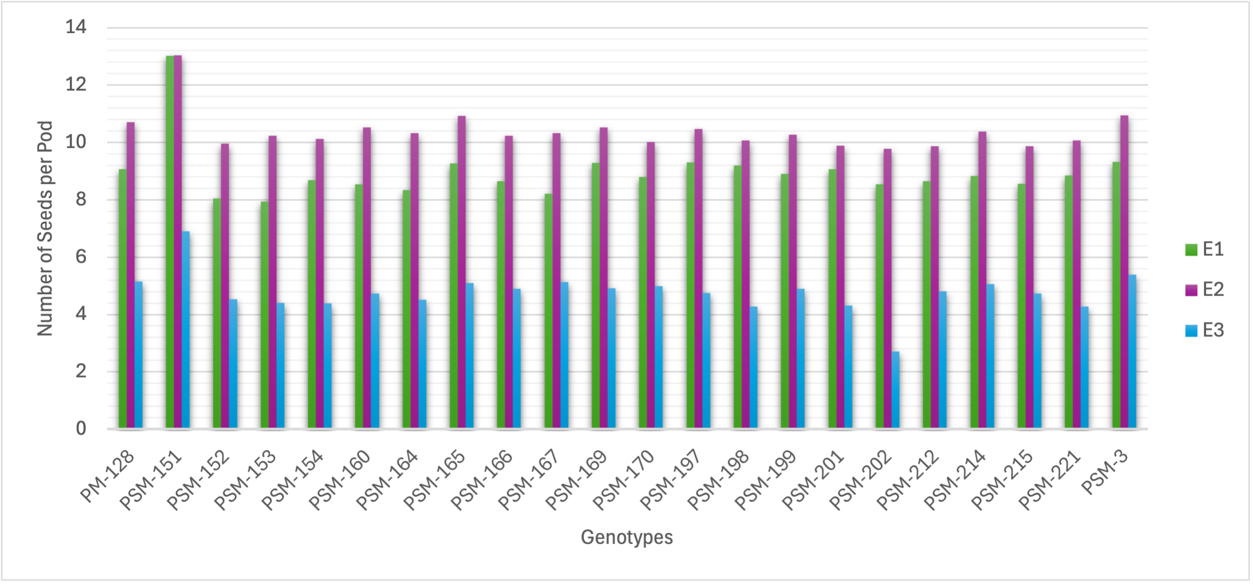 14
12
10
8
6
4
2
0
Number of Seeds per Pod
PM-128
PSM-151
PSM-152
PSM-153
PSM-154
PSM-160
PSM-164
PSM-165
PSM-166
PSM-167
PSM-169
PSM-170
PSM-197
PSM-198
PSM-199
PSM-201
PSM-202
PSM-212
PSM-214
PSM-215
PSM-221
PSM-3
Genotypes
E1
E2
E3